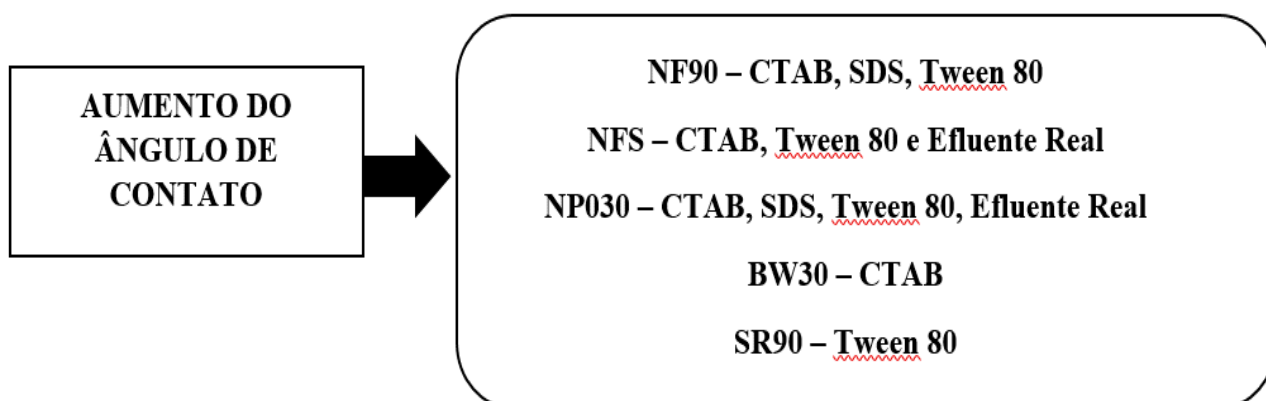 AUMENTO DO
ÂNGULO DE
CONTATO
NF90 – CTAB, SDS, Tween 80
NFS – CTAB, Tween 80 e Efluente Real
NP030 – CTAB, SDS, Tween 80, Efluente Real
BW30 – CTAB
SR90 – Tween 80